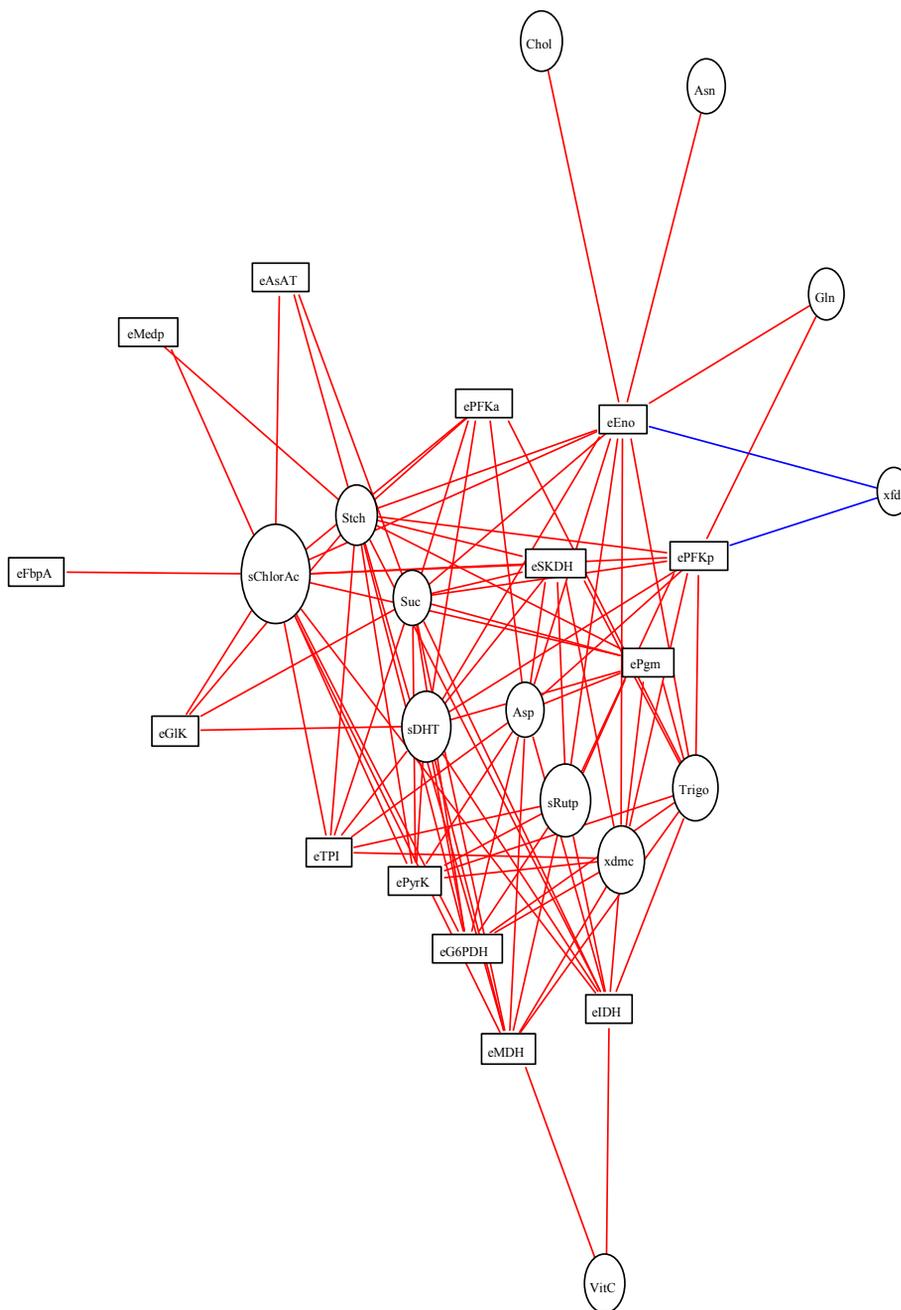 Chol
Asn
eAsAT
Gln
eMedp
ePFKa
eEno
xfd
Stch
ePFKp
eSKDH
eFbpA
sChlorAc
Suc
ePgm
Asp
sDHT
eGlK
Trigo
sRutp
eTPI
xdmc
ePyrK
eG6PDH
eIDH
eMDH
VitC